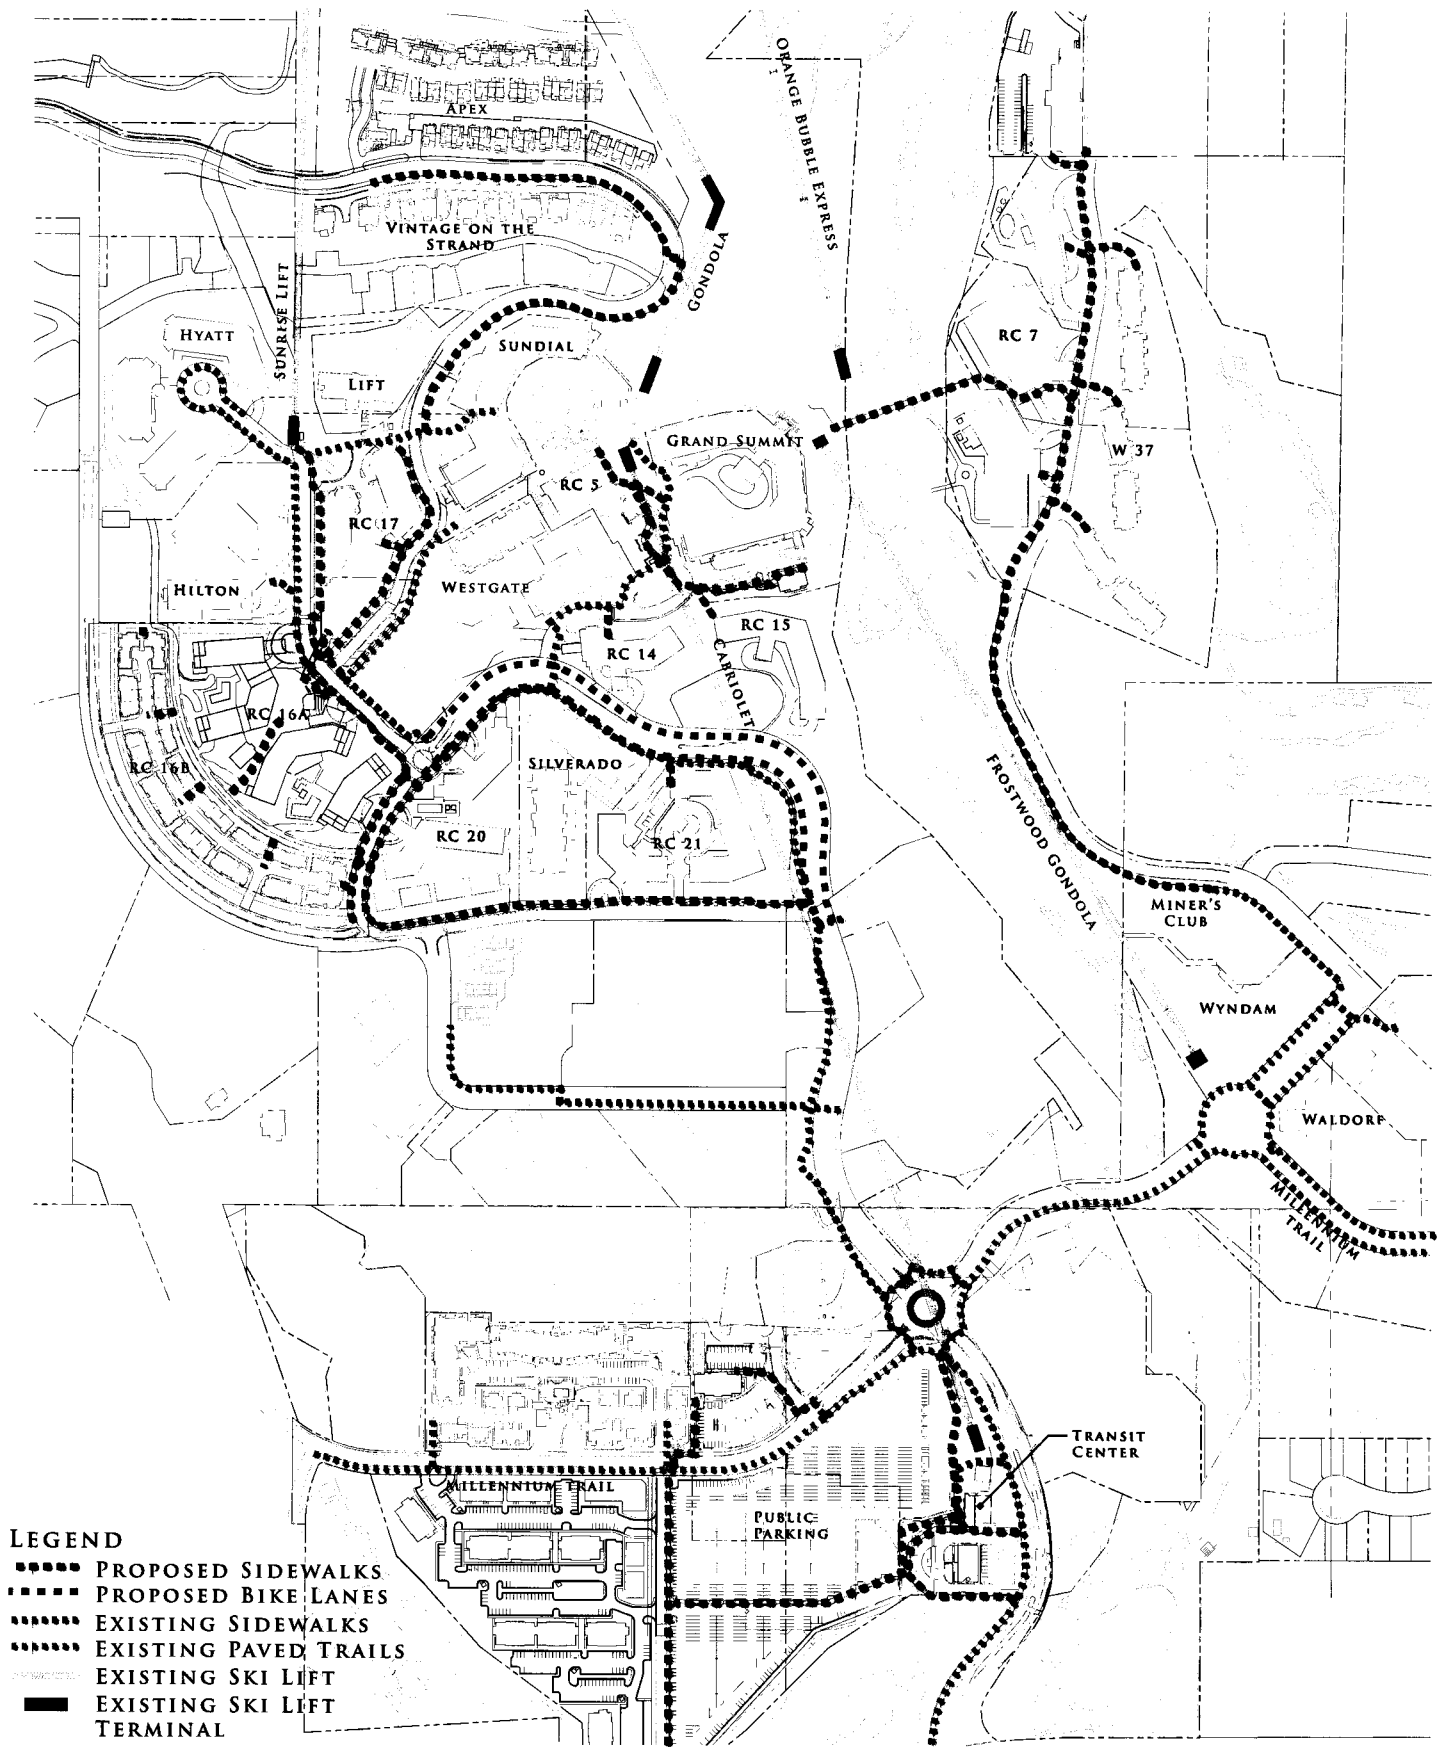 ORANGE BUBBLE EXPRESS
APEX
VINTAGE ON THE
STRAND
GONDOLA
SUNRISE LIFT
HYATT
LIFT
SUNDIAL
RC 7
GRAND SUMMIT
W 37
RC 5
RC 17
HILTON
WESTGATE
RC 15
RC 14
CABRIOLET
RC 16A
RC 16B
SILVERADO
RC 20
RC 21
FROSTWOOD GONDOLA
MINER'S
CLUB
WYNDAM
WALDORF
MILLENNIUM
TRAIL
TRANSIT
CENTER
MILLENNIUM TRAIL
PUBLIC
PARKING
LEGEND
PROPOSED SIDEWALKS
PROPOSED BIKE LANES
EXISTING SIDEWALKS
EXISTING PAVED TRAILS
EXISTING SKI LIFT
EXISTING SKI LIFT
TERMINAL